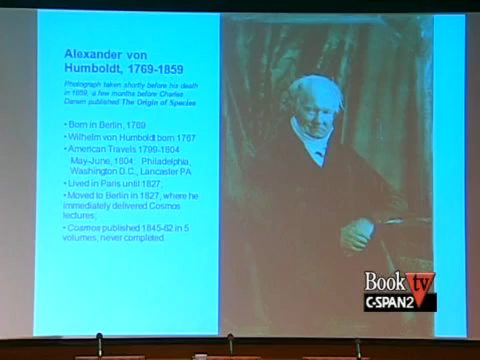 Alexander von
Humboldt, 1769-1859
Photograph taken shortly before his death
in 1859, a few months before Charles
Darwin published The Origin of Species
• Born in Berlin, 1769
• Wilhelm von Humboldt born 1767
• American Travels 1799-1804
May-June, 1804: Philadelphia,
Washington D.C., Lancaster PA
• Lived in Paris until 1827;
• Moved to Berlin in 1827, where he
immediately delivered Cosmos
lectures;
• Cosmos published 1845-62 in 5
volumes; never completed.
Book tv
C-SPAN2